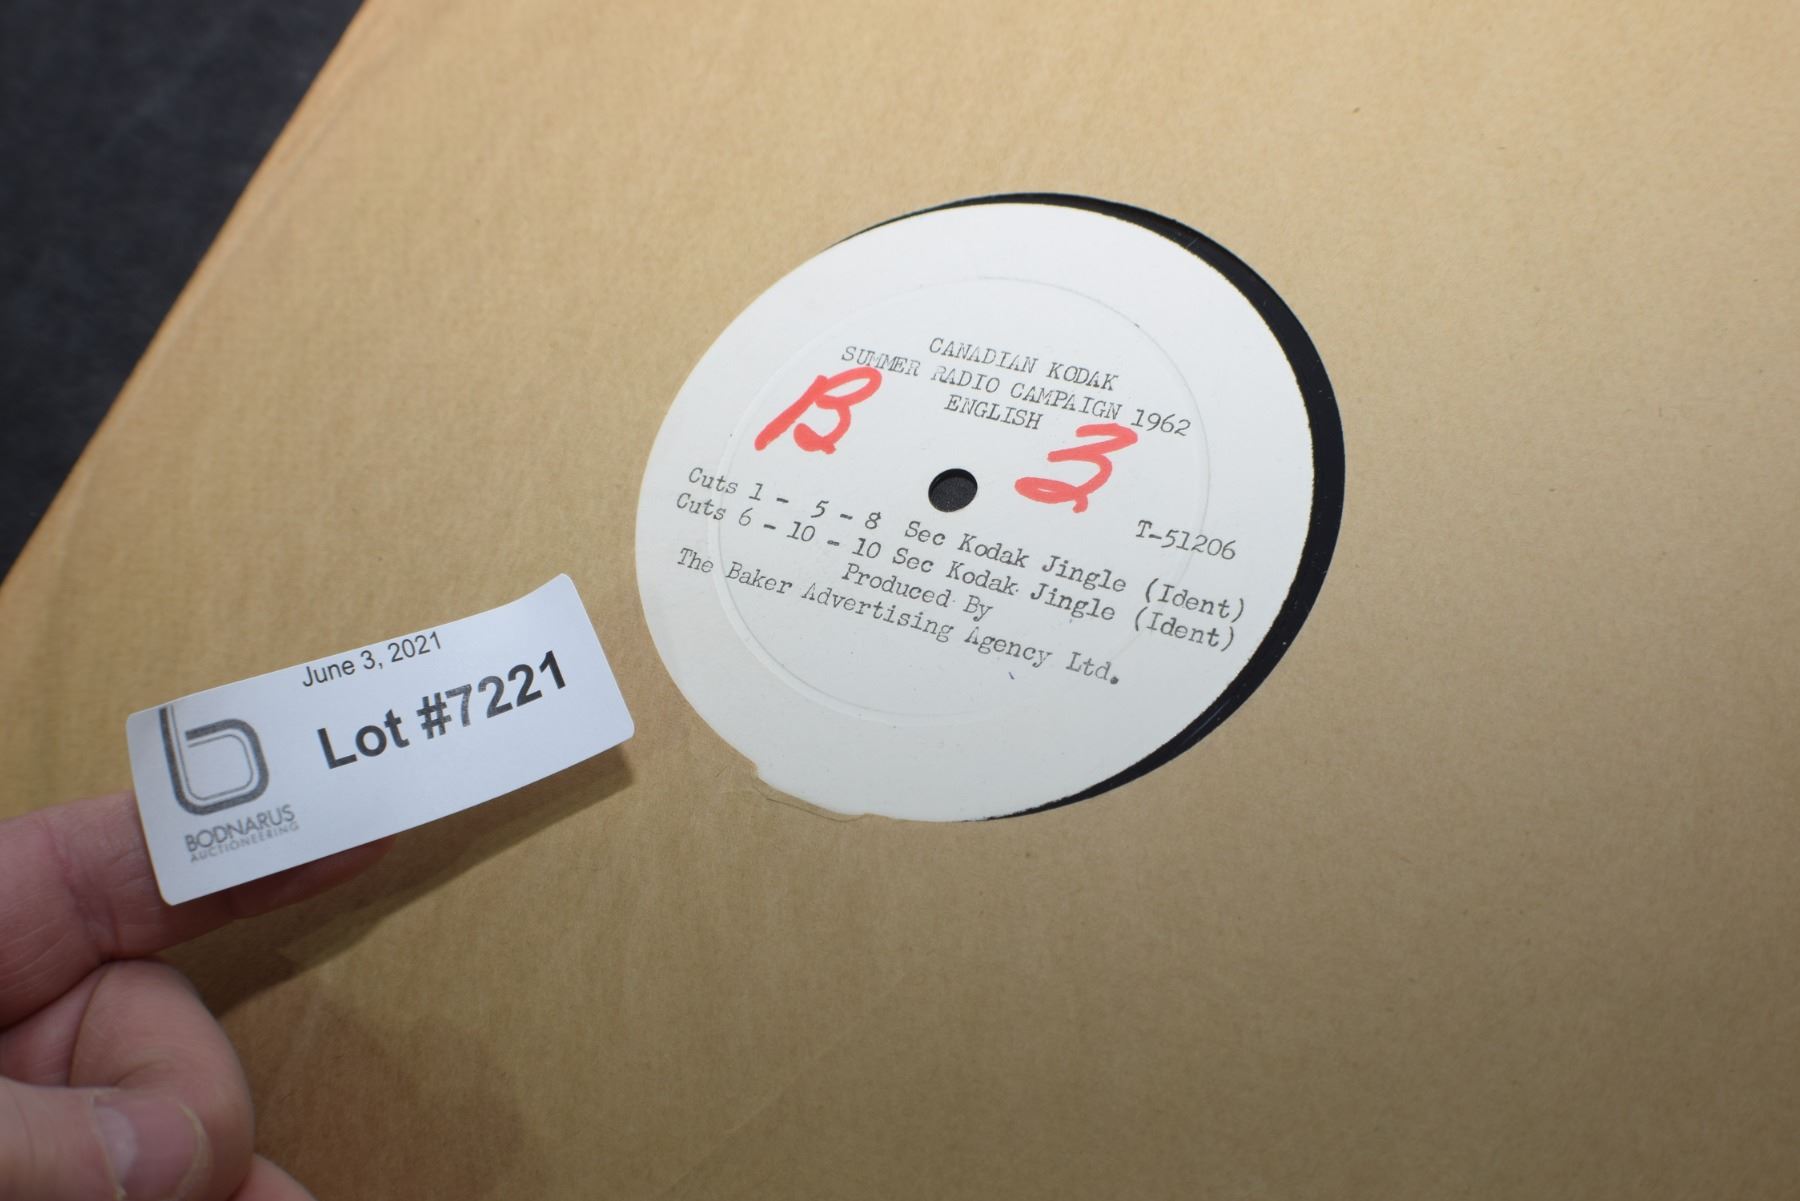 CANADIAN KODAK
SUMMER RADIO CAMPAIGN 1962
ENGLISH
B 3
T-51206
Cuts 1 - 5 - 8 Sec Kodak Jingle (Ident)
Cuts 6 - 10 - 10 Sec Kodak Jingle (Ident)
Produced By
The Baker Advertising Agency Ltd.
June 3, 2021
Lot #7221
b
BODNARUS
AUCTIONEERING